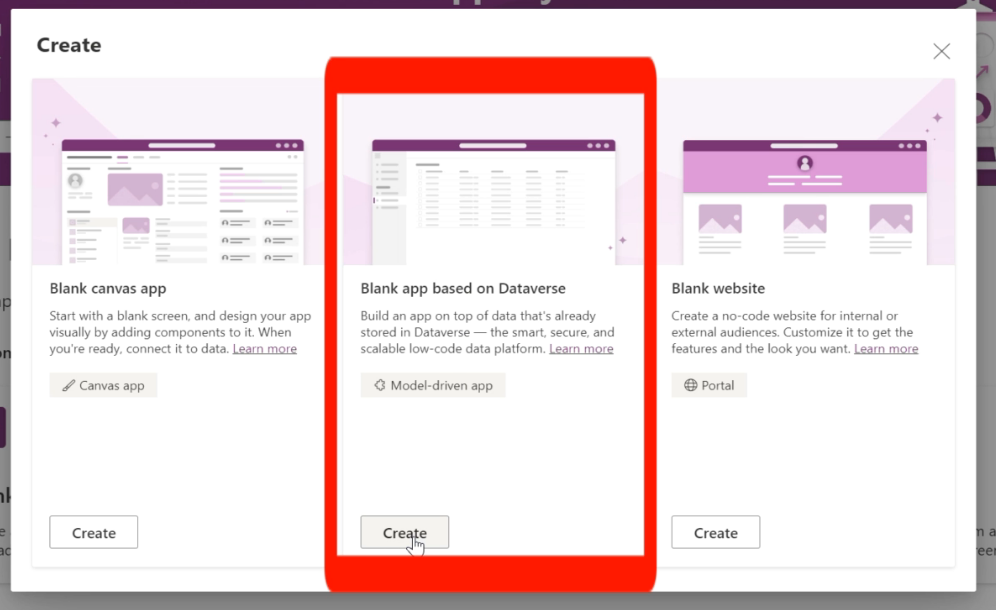 Create
Blank canvas app
Start with a blank screen, and design your app
visually by adding components to it. When
you're ready, connect it to data. Learn more
Canvas app
Create
Blank app based on Dataverse
Build an app on top of data that's already
stored in Dataverse — the smart, secure, and
scalable low-code data platform. Learn more
Model-driven app
Create
Blank website
Create a no-code website for internal or
external audiences. Customize it to get the
features and the look you want. Learn more
Portal
Create